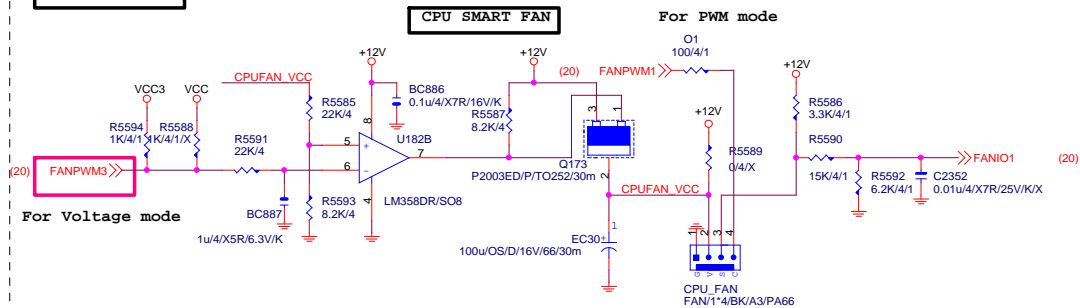 CPU SMART FAN
For PWM mode
O1
100/4/1
+12V
+12V
(20)
FANPWM1
+12V
CPUFAN_VCC
VCC3
VCC
BC886
0.1u/4/X7R/16V/K
R5585
22K/4
R5587
8.2K/4
3
1
+12V
R5586
3.3K/4/1
R5594
1K/4/1
R5588
1K/4/1/X
R5591
22K/4
8
U182B
5
+
7
6
-
4
LM358DR/SO8
Q173
P2003ED/P/TO252/30m
2
R5589
0/4/X
R5590
15K/4/1
FANIO1
(20)
(20)
FANPWM3
CPUFAN_VCC
R5592
6.2K/4/1
C2352
0.01u/4/X7R/25V/K/X
For Voltage mode
BC887
1u/4/X5R/6.3V/K
R5593
8.2K/4
1
+
EC30
100u/OS/D/16V/66/30m
1
2
3
4
G
V
S
C
CPU_FAN
FAN/1*4/BK/A3/PA66